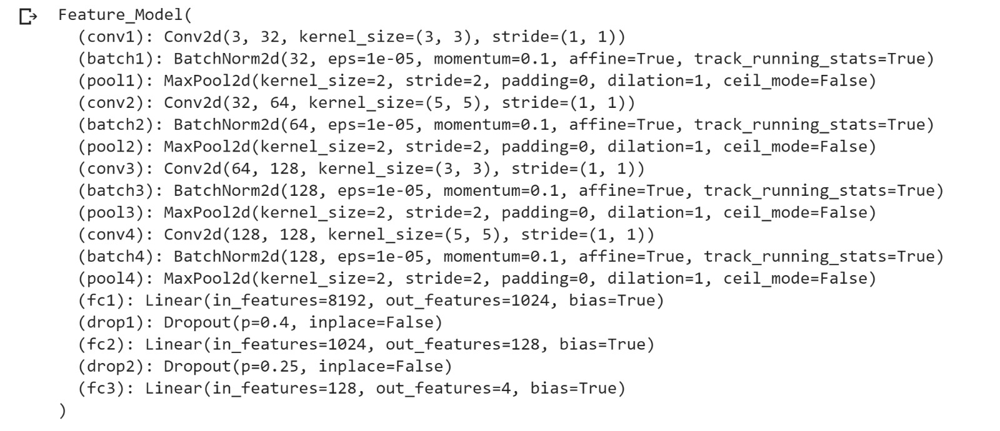 Feature_Model(
(conv1): Conv2d(3, 32, kernel_size=(3, 3), stride=(1, 1))
(batch1): BatchNorm2d(32, eps=1e-05, momentum=0.1, affine=True, track_running_stats=True)
(pool1): MaxPool2d(kernel_size=2, stride=2, padding=0, dilation=1, ceil_mode=False)
(conv2): Conv2d(32, 64, kernel_size=(5, 5), stride=(1, 1))
(batch2): BatchNorm2d(64, eps=1e-05, momentum=0.1, affine=True, track_running_stats=True)
(pool2): MaxPool2d(kernel_size=2, stride=2, padding=0, dilation=1, ceil_mode=False)
(conv3): Conv2d(64, 128, kernel_size=(3, 3), stride=(1, 1))
(batch3): BatchNorm2d(128, eps=1e-05, momentum=0.1, affine=True, track_running_stats=True)
(pool3): MaxPool2d(kernel_size=2, stride=2, padding=0, dilation=1, ceil_mode=False)
(conv4): Conv2d(128, 128, kernel_size=(5, 5), stride=(1, 1))
(batch4): BatchNorm2d(128, eps=1e-05, momentum=0.1, affine=True, track_running_stats=True)
(pool4): MaxPool2d(kernel_size=2, stride=2, padding=0, dilation=1, ceil_mode=False)
(fc1): Linear(in_features=8192, out_features=1024, bias=True)
(drop1): Dropout(p=0.4, inplace=False)
(fc2): Linear(in_features=1024, out_features=128, bias=True)
(drop2): Dropout(p=0.25, inplace=False)
(fc3): Linear(in_features=128, out_features=4, bias=True)
)